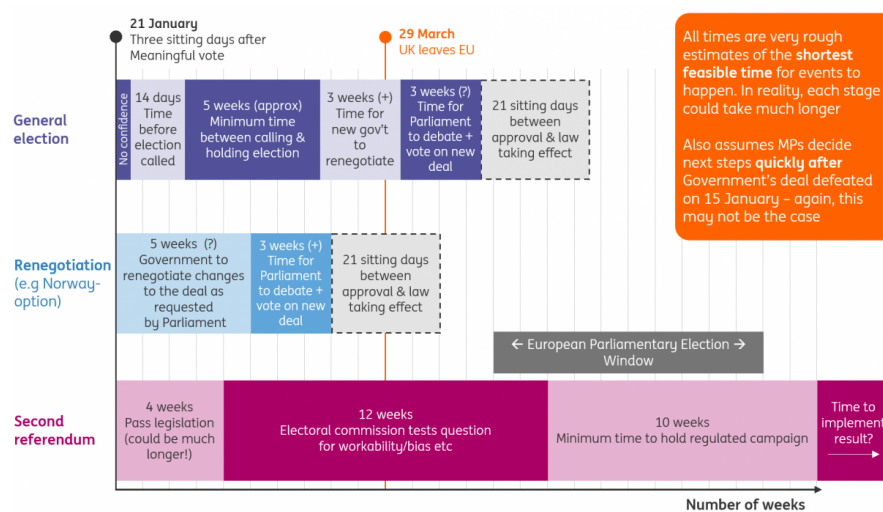 21 January
Three sitting days after
Meaningful vote
29 March
UK leaves EU
All times are very rough
estimates of the shortest
feasible time for events to
happen. In reality, each stage
could take much longer
Also assumes MPs decide
next steps quickly after
Government's deal defeated
on 15 January – again, this
may not be the case
General
election
No confidence
14 days
Time
before
election
called
5 weeks (approx)
Minimum time
between calling &
holding election
3 weeks (+)
Time for
new gov't
to
renegotiate
3 weeks (?)
Time for
Parliament
to debate +
vote on new
deal
21 sitting days
between
approval & law
taking effect
Renegotiation
(e.g Norway-
option)
5 weeks (?)
Government to
renegotiate changes
to the deal as
requested
by Parliament
3 weeks (+)
Time for
Parliament
to debate +
vote on new
deal
21 sitting days
between
approval & law
taking effect
← European Parliamentary Election →
Window
Second
referendum
4 weeks
Pass legislation
(could be much
longer!)
12 weeks
Electoral commission tests question
for workability/bias etc
10 weeks
Minimum time to hold regulated campaign
Time to
implement
result?
Number of weeks